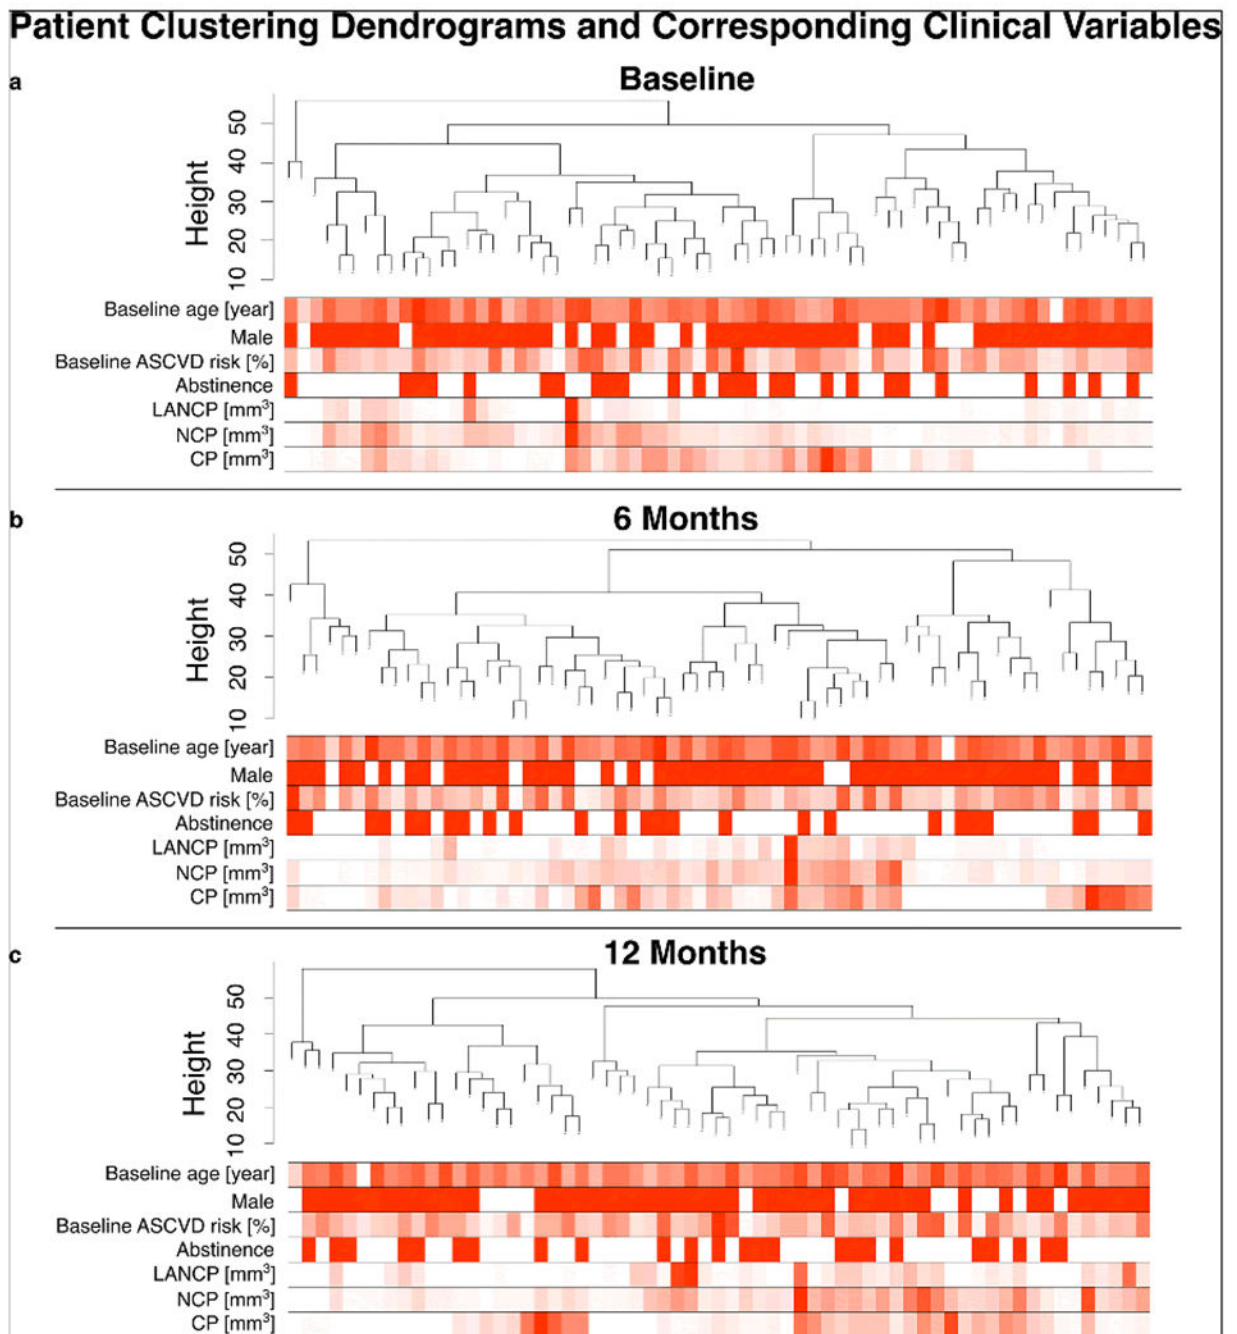 Patient Clustering Dendrograms and Corresponding Clinical Variables
a
Baseline
Height
50
40
30
20
10
Baseline age [year]
Male
Baseline ASCVD risk [%]
Abstinence
LANCP [mm³]
NCP [mm³]
CP [mm³]
b
6 Months
Height
50
40
30
20
10
Baseline age [year]
Male
Baseline ASCVD risk [%]
Abstinence
LANCP [mm³]
NCP [mm³]
CP [mm³]
c
12 Months
Height
50
40
30
20
10
Baseline age [year]
Male
Baseline ASCVD risk [%]
Abstinence
LANCP [mm³]
NCP [mm³]
CP [mm³]